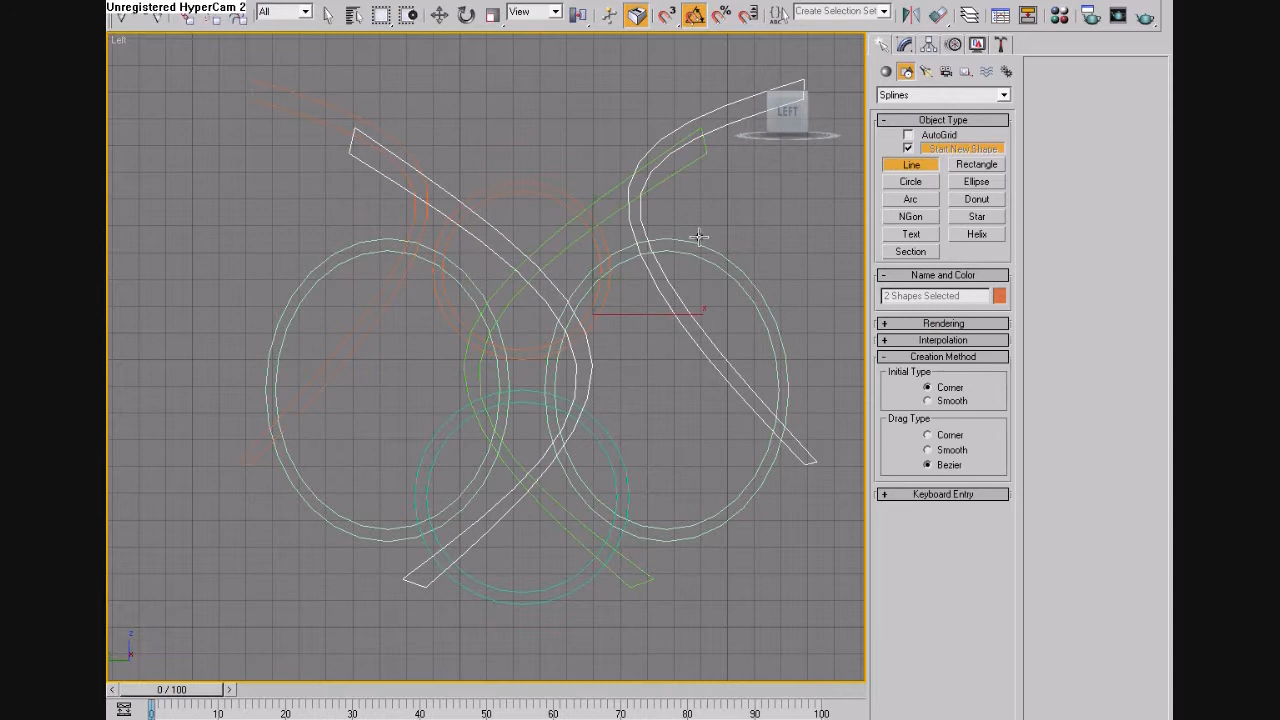 Unregistered HyperCam 2
All
View
3
ABC
Create Selection Set
Left
LEFT
x
z
x
Splines
- Object Type
AutoGrid
Start New Shape
Line Rectangle
Circle Ellipse
Arc Donut
NGon Star
Text Helix
Section
- Name and Color
2 Shapes Selected
+ Rendering
+ Interpolation
- Creation Method
Initial Type
Corner
Smooth
Drag Type
Corner
Smooth
Bezier
+ Keyboard Entry
< 0 / 100 >
0 10 20 30 40 50 60 70 80 90 100